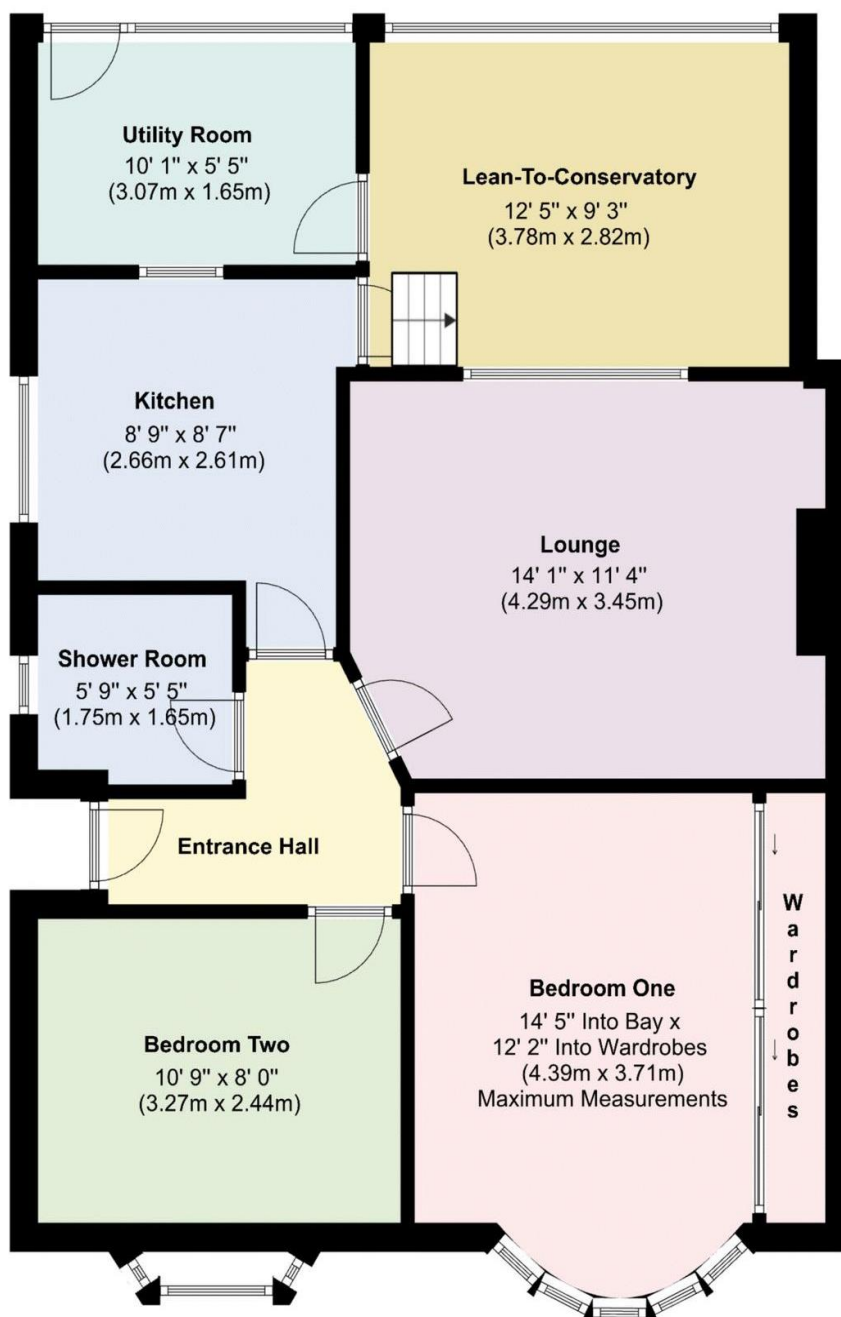 Utility Room
10' 1" x 5' 5"
(3.07m x 1.65m)
Lean-To-Conservatory
12' 5" x 9' 3"
(3.78m x 2.82m)
Kitchen
8' 9" x 8' 7"
(2.66m x 2.61m)
Lounge
14' 1" x 11' 4"
(4.29m x 3.45m)
Shower Room
5' 9" x 5' 5"
(1.75m x 1.65m)
Entrance Hall
Bedroom One
14' 5" Into Bay x
12' 2" Into Wardrobes
(4.39m x 3.71m)
Maximum Measurements
Wardrobes
Bedroom Two
10' 9" x 8' 0"
(3.27m x 2.44m)